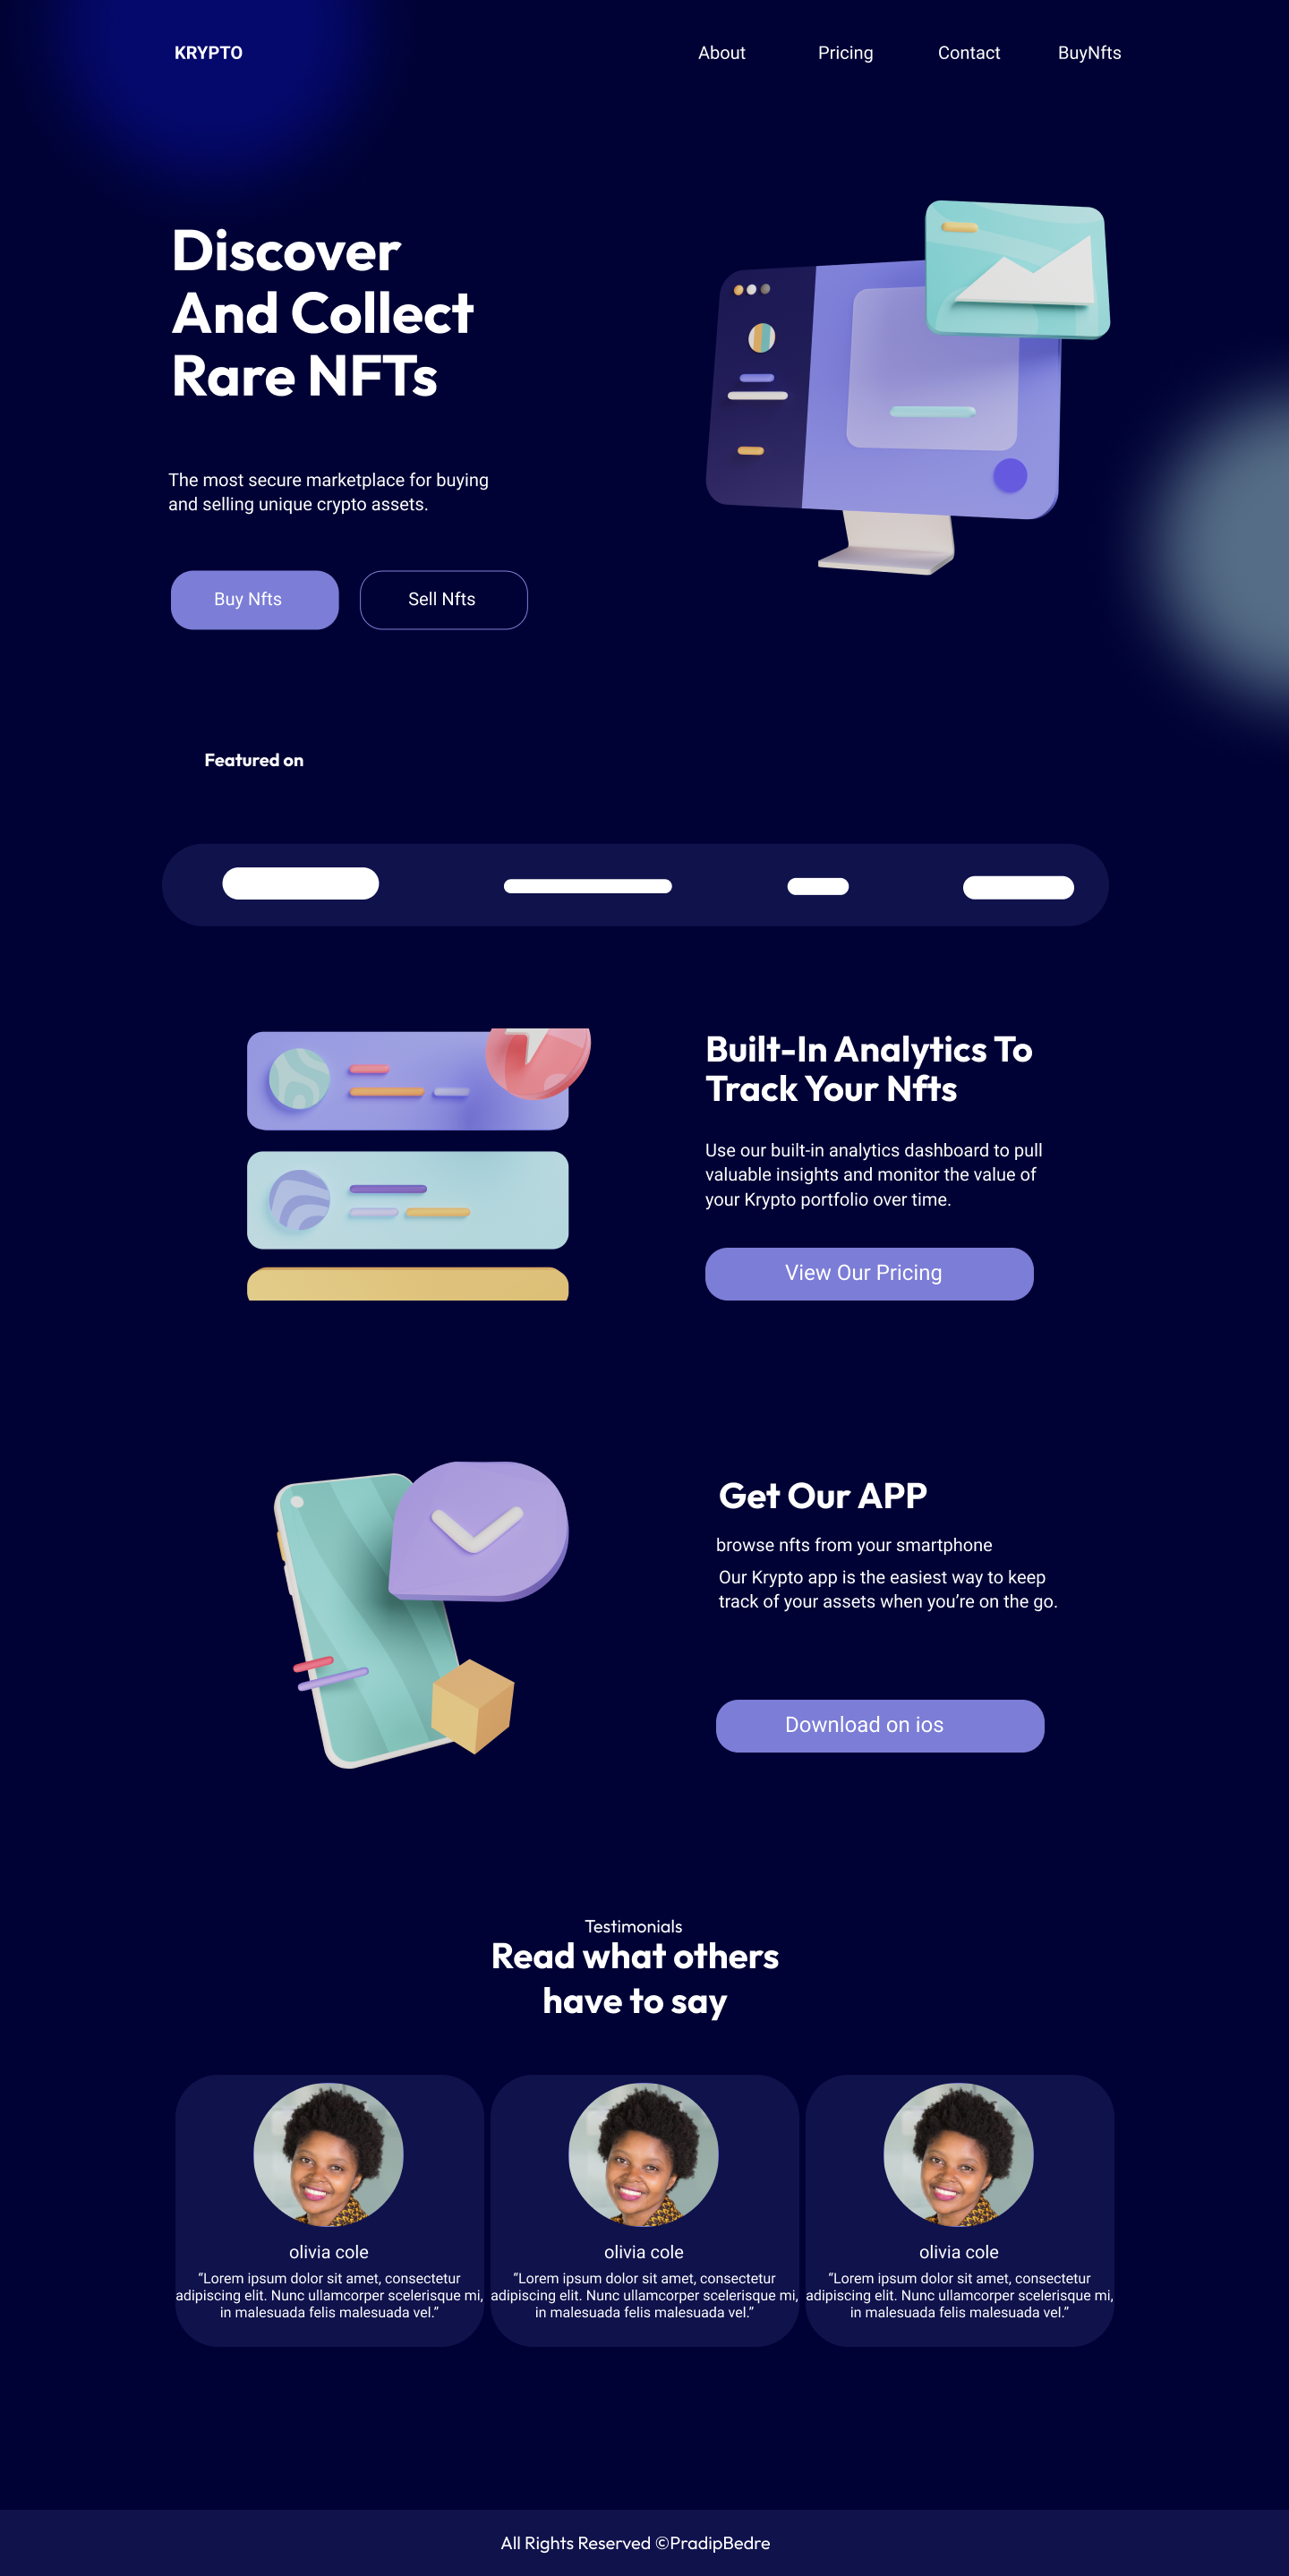 KRYPTO
About
Pricing
Contact
BuyNfts
Discover
And Collect
Rare NFTs
The most secure marketplace for buying
and selling unique crypto assets.
Buy Nfts
Sell Nfts
Featured on
Built-In Analytics To
Track Your Nfts
Use our built-in analytics dashboard to pull
valuable insights and monitor the value of
your Krypto portfolio over time.
View Our Pricing
Get Our APP
browse nfts from your smartphone
Our Krypto app is the easiest way to keep
track of your assets when you’re on the go.
Download on ios
Testimonials
Read what others
have to say
olivia cole
“Lorem ipsum dolor sit amet, consectetur
adipiscing elit. Nunc ullamcorper scelerisque mi,
in malesuada felis malesuada vel.”
olivia cole
“Lorem ipsum dolor sit amet, consectetur
adipiscing elit. Nunc ullamcorper scelerisque mi,
in malesuada felis malesuada vel.”
olivia cole
“Lorem ipsum dolor sit amet, consectetur
adipiscing elit. Nunc ullamcorper scelerisque mi,
in malesuada felis malesuada vel.”
All Rights Reserved ©PradipBedre